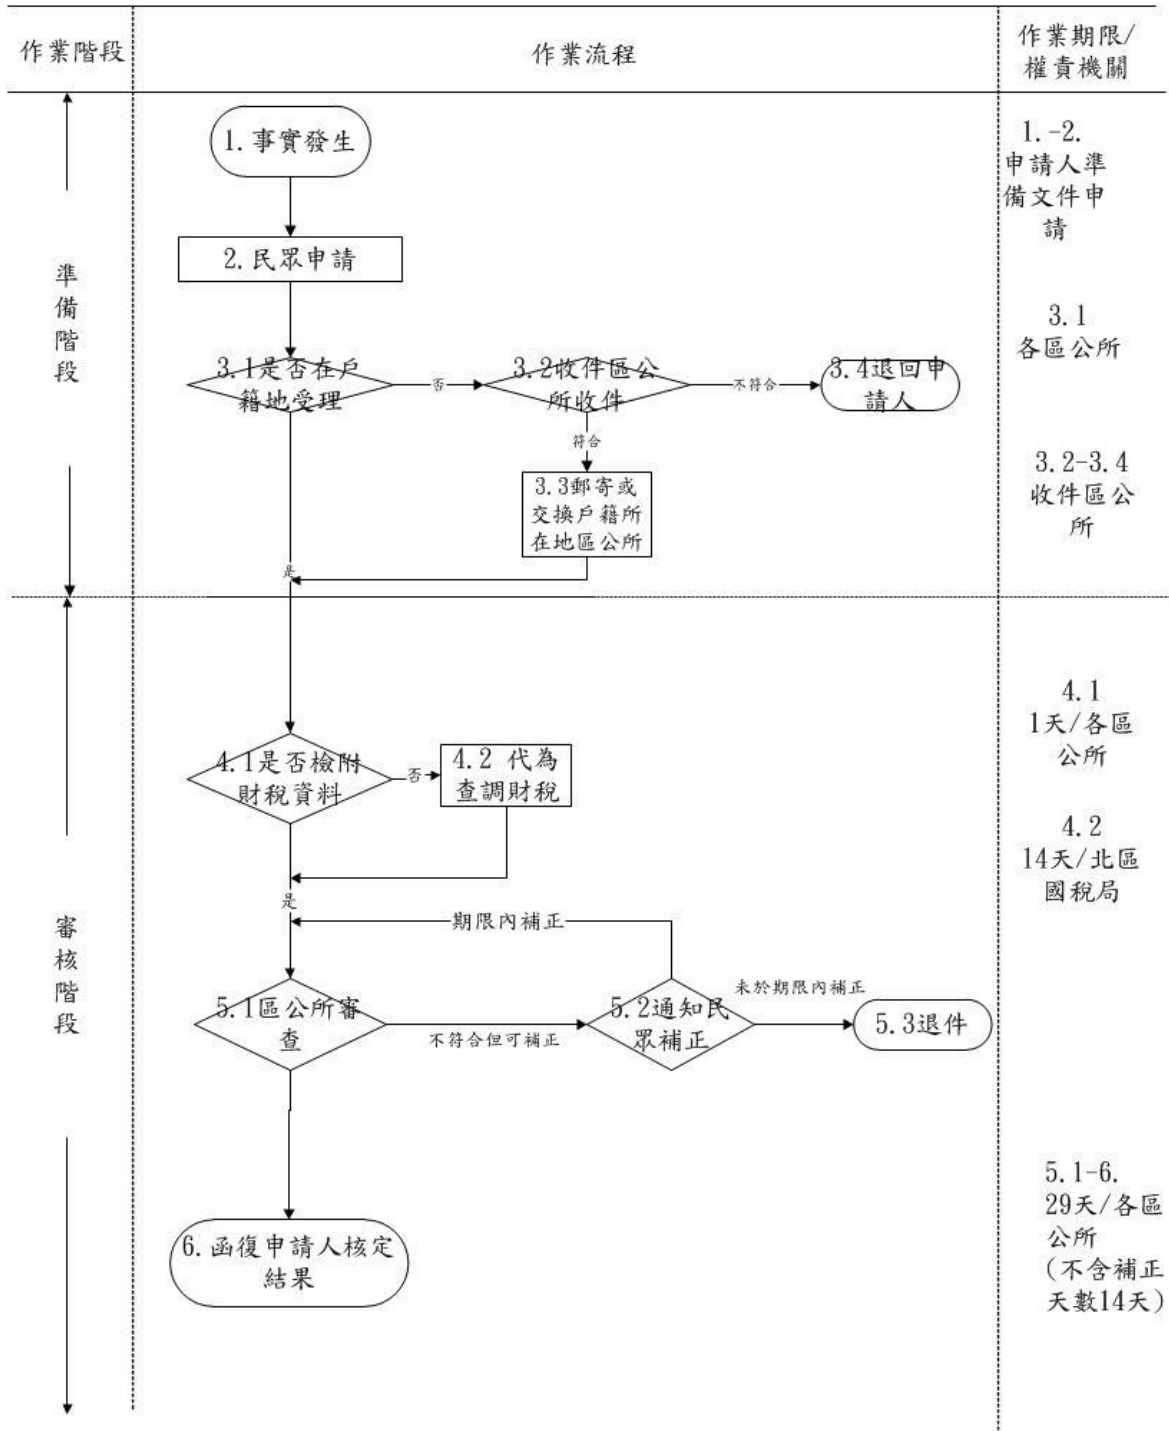 作業階段
作業流程
作業期限/
權責機關
1.事實發生
1.-2.
申請人準
備文件申
請
2.民眾申請
準
備
階
段
3.1
各區公所
3.1是否在戶
籍地受理
否
3.2收件區公
所收件
不符合
3.4退回申
請人
符合
3.3郵寄或
交換戶籍所
在地區公所
3.2-3.4
收件區公
所
是
4.1
1天/各區
公所
4.1是否檢附
財稅資料
否
4.2 代為
查調財稅
4.2
14天/北區
國稅局
是
審
核
階
段
期限內補正
5.1區公所審
查
不符合但可補正
5.2通知民
眾補正
未於期限內補正
5.3退件
5.1-6.
29天/各區
公所
(不含補正
天數14天)
6.函復申請人核定
結果